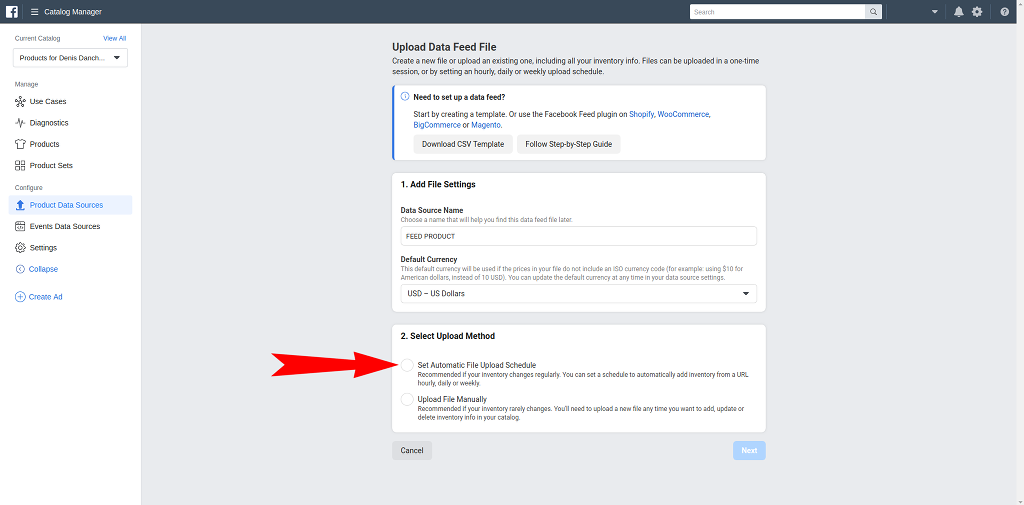 Catalog Manager
Search
Current Catalog
View All
Products for Denis Danch...
Manage
Use Cases
Diagnostics
Products
Product Sets
Configure
Product Data Sources
Events Data Sources
Settings
Collapse
Create Ad
Upload Data Feed File
Create a new file or upload an existing one, including all your inventory info. Files can be uploaded in a one-time
session, or by setting an hourly, daily or weekly upload schedule.
Need to set up a data feed?
Start by creating a template. Or use the Facebook Feed plugin on Shopify, WooCommerce,
BigCommerce or Magento.
Download CSV Template
Follow Step-by-Step Guide
1. Add File Settings
Data Source Name
Choose a name that will help you find this data feed file later.
FEED PRODUCT
Default Currency
This default currency will be used if the prices in your file do not include an ISO currency code (for example: using $10 for
American dollars, instead of 10 USD). You can update the default currency at any time in your data source settings.
USD – US Dollars
2. Select Upload Method
Set Automatic File Upload Schedule
Recommended if your inventory changes regularly. You can set a schedule to automatically add inventory from a URL
hourly, daily or weekly.
Upload File Manually
Recommended if your inventory rarely changes. You'll need to upload a new file any time you want to add, update or
delete inventory info in your catalog.
Cancel
Next